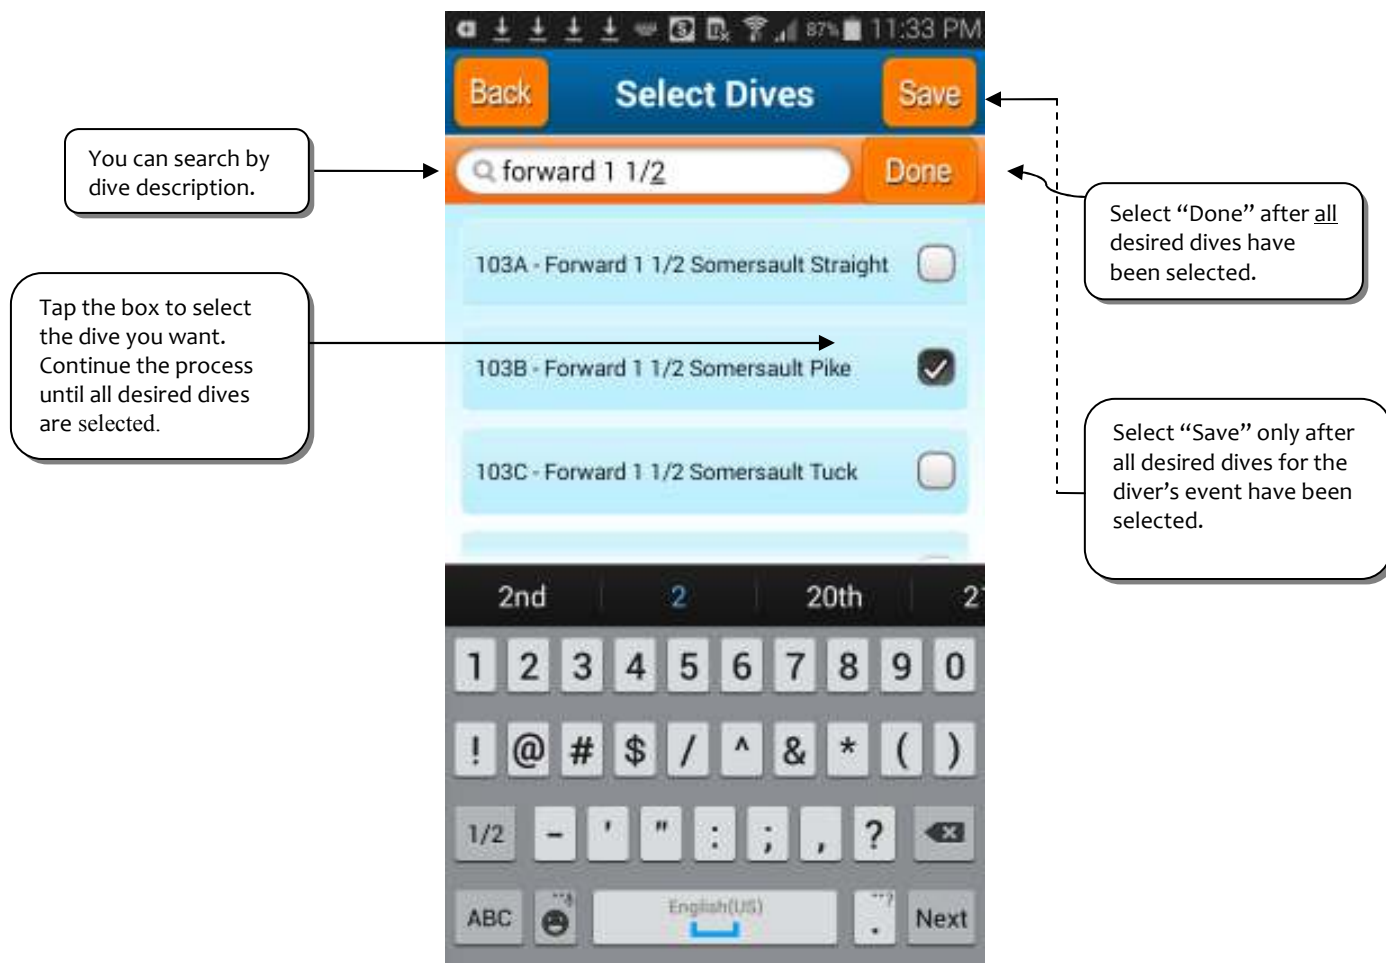 87% 11:33 PM
Back Select Dives Save
You can search by
dive description.
forward 1 1/2 Done
Select “Done” after all
desired dives have
been selected.
103A - Forward 1 1/2 Somersault Straight
Tap the box to select
the dive you want.
Continue the process
until all desired dives
are selected.
103B - Forward 1 1/2 Somersault Pike
103C - Forward 1 1/2 Somersault Tuck
Select “Save” only after
all desired dives for the
diver’s event have been
selected.
2nd 2 20th 2
1 2 3 4 5 6 7 8 9 0
! @ # $ / ^ & * ( )
1/2 - ' " : ; , ?
ABC English(US) . Next